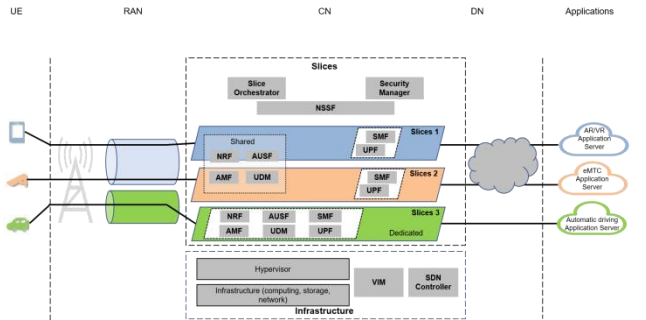 UE RAN CN DN Applications
Slices
Slice
Orchestrator
Security
Manager
NSSF
Slices 1
Shared
NRF AUSF
SMF
UPF
AR/VR
Application
Server
Slices 2
AMF UDM
SMF
UPF
eMTC
Application
Server
Slices 3
NRF AUSF SMF
AMF UDM UPF
Dedicated
Automatic driving
Application Server
Hypervisor
Infrastructure (computing, storage,
network)
VIM
SDN
Controller
Infrastructure